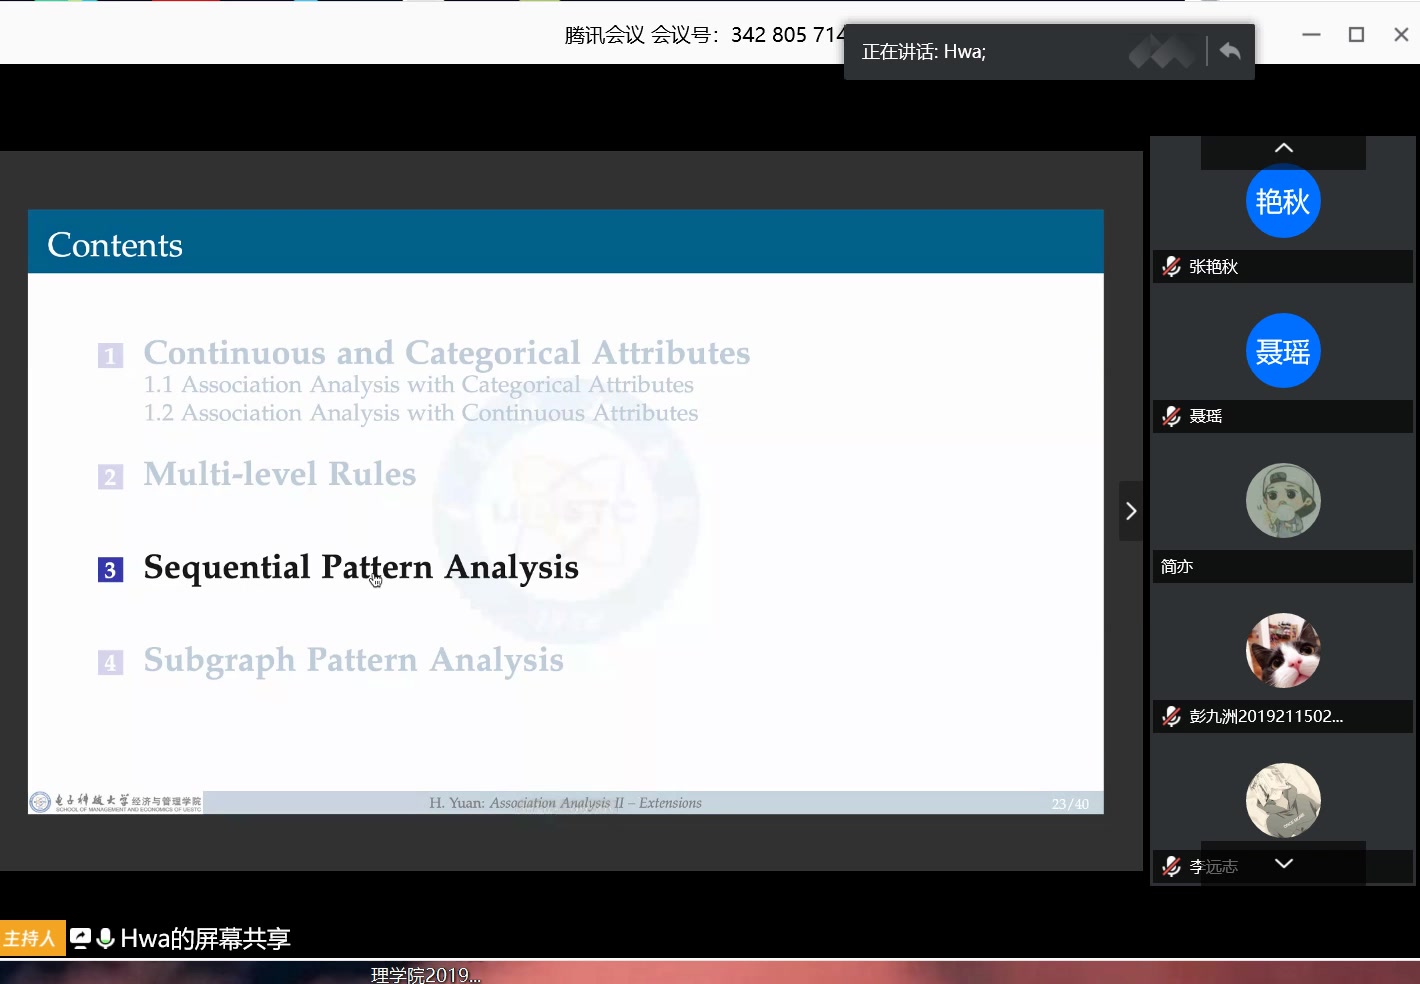 腾讯会议 会议号：342 805 714
正在讲话: Hwa;
Contents
1 Continuous and Categorical Attributes
1.1 Association Analysis with Categorical Attributes
1.2 Association Analysis with Continuous Attributes
2 Multi-level Rules
3 Sequential Pattern Analysis
4 Subgraph Pattern Analysis
UESTC
1956
电子科技大学 经济与管理学院
SCHOOL OF MANAGEMENT AND ECONOMICS OF UESTC
H. Yuan: Association Analysis II – Extensions
23/40
艳秋
张艳秋
聂瑶
聂瑶
简亦
彭九洲2019211502...
李远志
主持人
Hwa的屏幕共享
理学院2019...